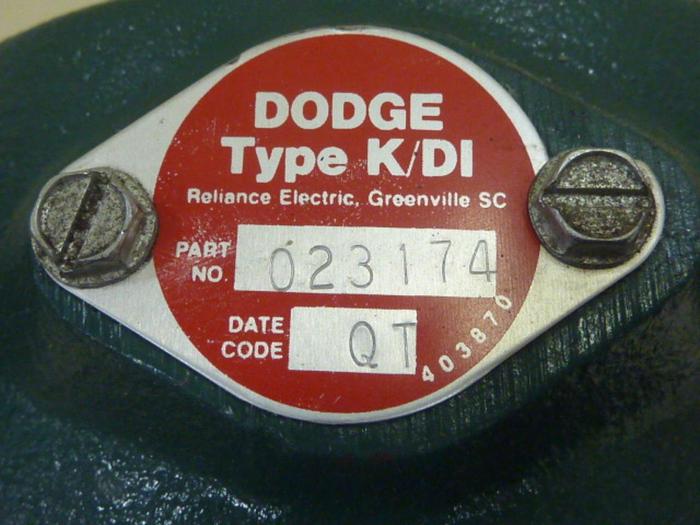 DODGE
Type K/DI
Reliance Electric, Greenville SC
PART NO. 023174
DATE CODE QT
403870